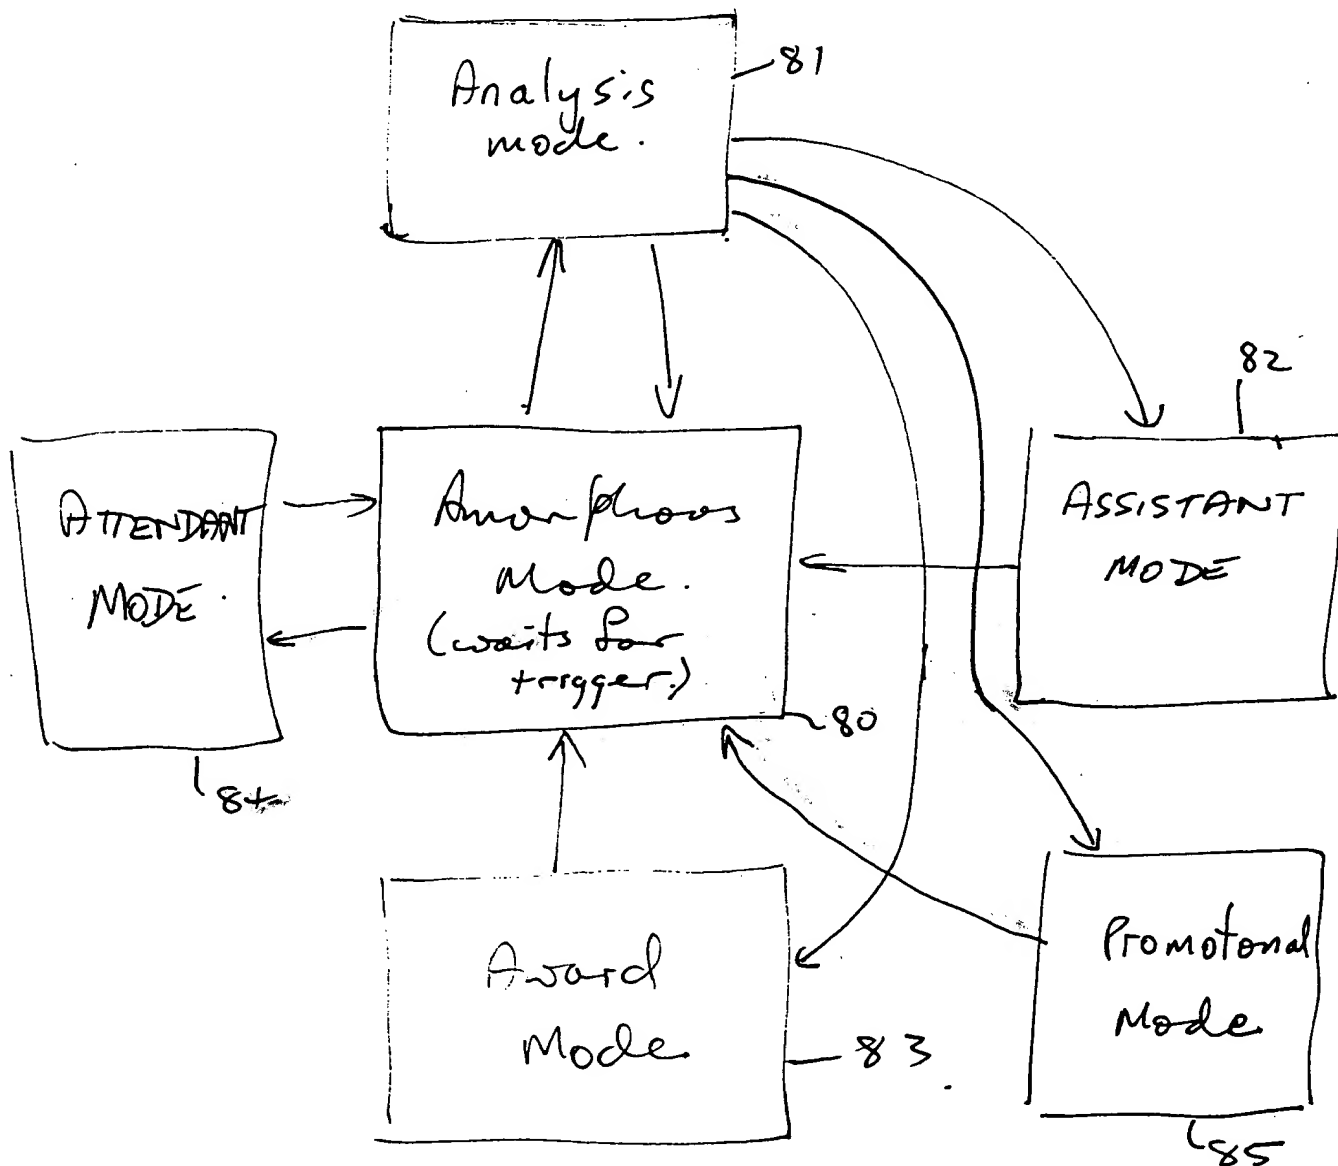 Analysis
mode.
81
82
ATTENDANT
MODE.
84
Amorphous
Mode.
(waits for
trigger.)
80
ASSISTANT
MODE
Award
Mode
83
Promotonal
Mode
85